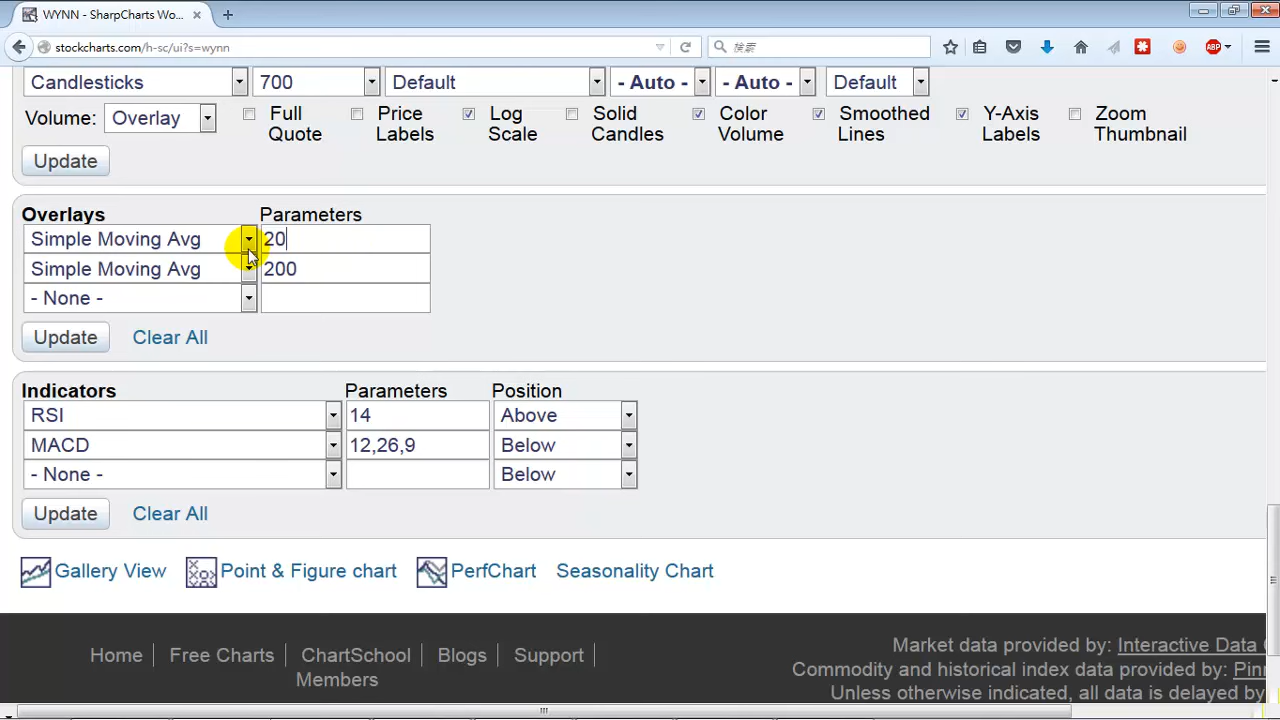 WYNN - SharpCharts Wo...
stockcharts.com/h-sc/ui?s=wynn
搜索
ABP
Candlesticks 700 Default - Auto - - Auto - Default
Volume: Overlay Full Quote Price Labels Log Scale Solid Candles Color Volume Smoothed Lines Y-Axis Labels Zoom Thumbnail
Update
Overlays Parameters
Simple Moving Avg 20
Simple Moving Avg 200
- None -
Update Clear All
Indicators Parameters Position
RSI 14 Above
MACD 12,26,9 Below
- None - Below
Update Clear All
Gallery View Point & Figure chart PerfChart Seasonality Chart
Home Free Charts ChartSchool Blogs Support
Members
Market data provided by: Interactive Data
Commodity and historical index data provided by: Pinn
Unless otherwise indicated, all data is delayed by